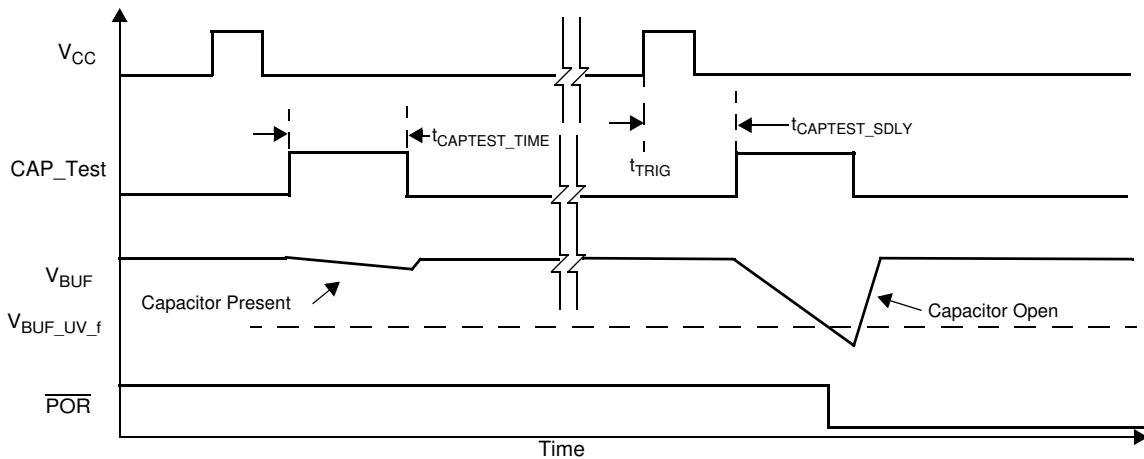 V_CC
t_CAPTEST_TIME
t_CAPTEST_SDLY
t_TRIG
CAP_Test
V_BUF
Capacitor Present
V_BUF_UV_f
Capacitor Open
POR
Time